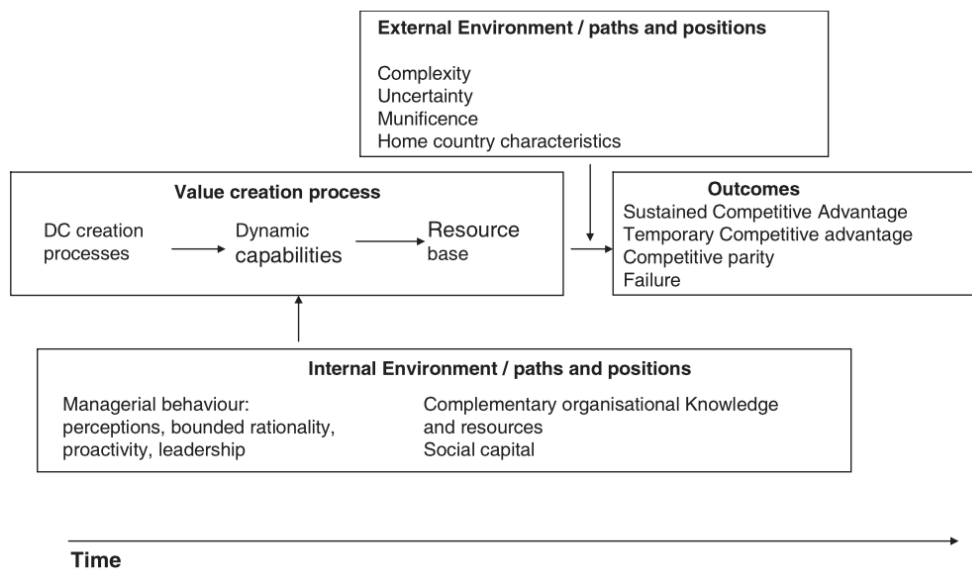 External Environment / paths and positions
Complexity
Uncertainty
Munificence
Home country characteristics
Value creation process
DC creation
processes
Dynamic
capabilities
Resource
base
Outcomes
Sustained Competitive Advantage
Temporary Competitive advantage
Competitive parity
Failure
Internal Environment / paths and positions
Managerial behaviour:
perceptions, bounded rationality,
proactivity, leadership
Complementary organisational Knowledge
and resources
Social capital
Time